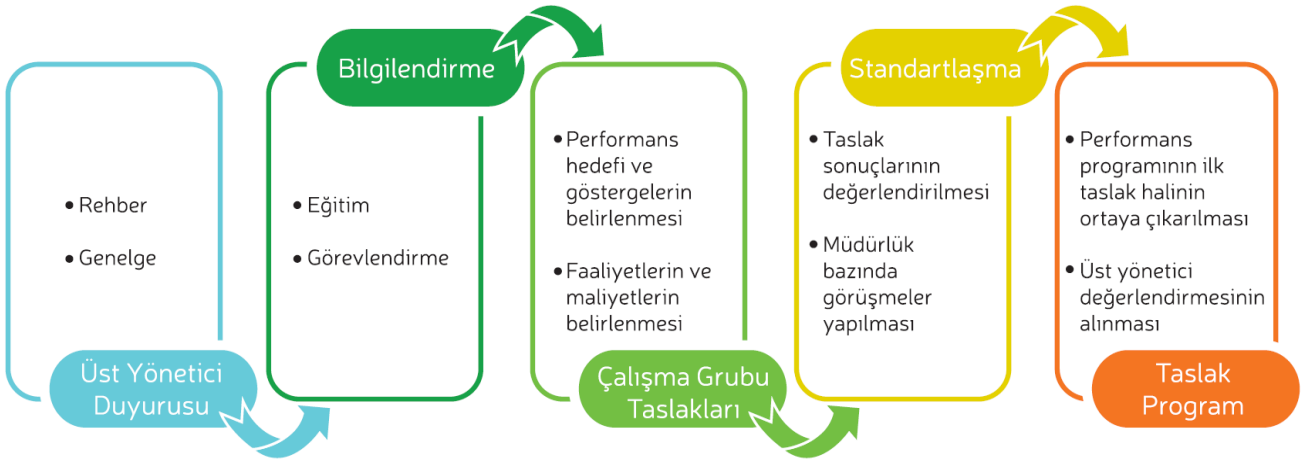 • Rehber
• Genelge
Üst Yönetici
Duyurusu
Bilgilendirme
• Eğitim
• Görevlendirme
• Performans
hedefi ve
göstergelerin
belirlenmesi
• Faaliyetlerin ve
maliyetlerin
belirlenmesi
Çalışma Grubu
Taslakları
Standartlaşma
• Taslak
sonuçlarının
değerlendirilmesi
• Müdürlük
bazında
görüşmeler
yapılması
• Performans
programının ilk
taslak halinin
ortaya çıkarılması
• Üst yönetici
değerlendirmesinin
alınması
Taslak
Program